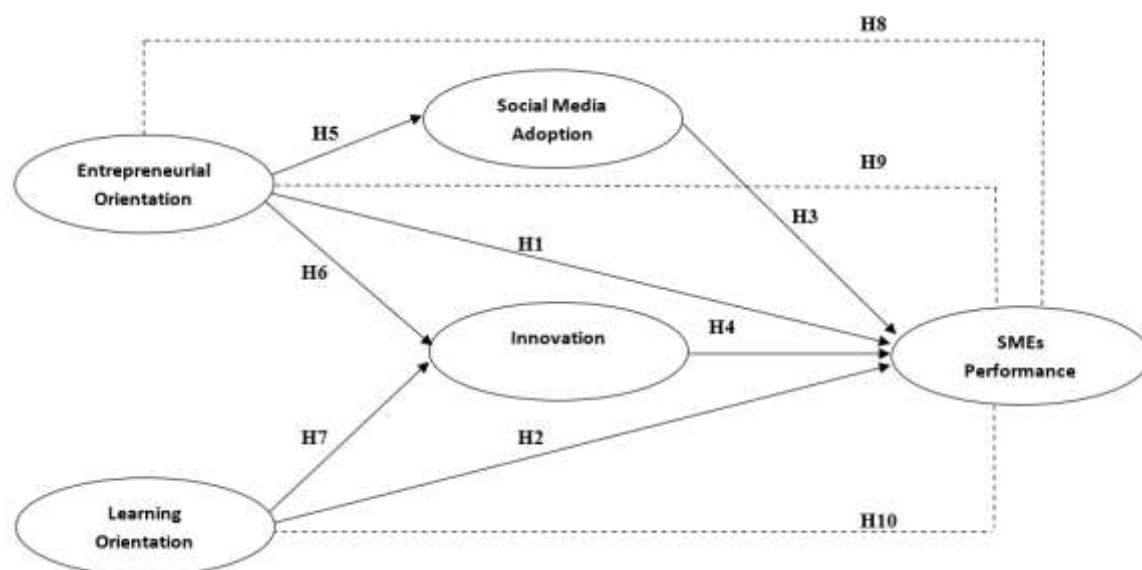 H8
Social Media
Adoption
H5
Entrepreneurial
Orientation
H9
H3
H1
H6
Innovation
H4
SMEs
Performance
H7
H2
Learning
Orientation
H10